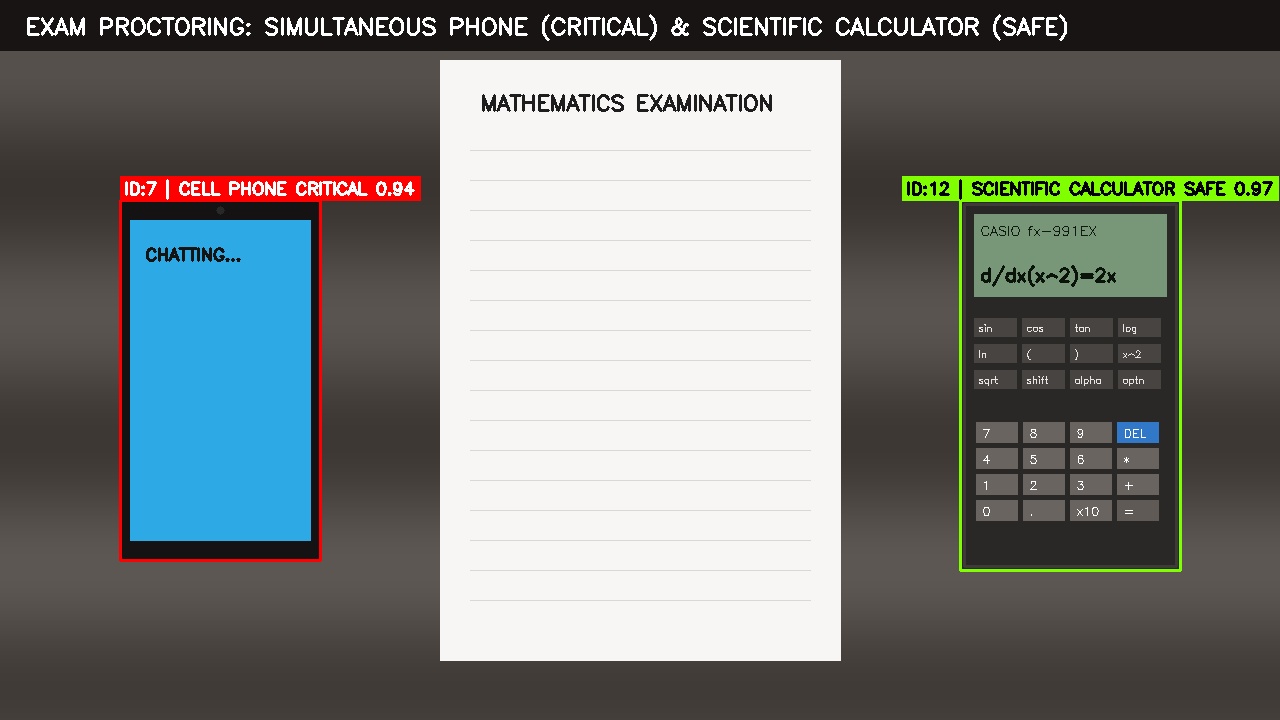 EXAM PROCTORING: SIMULTANEOUS PHONE (CRITICAL) & SCIENTIFIC CALCULATOR (SAFE)
MATHEMATICS EXAMINATION
ID:7 | CELL PHONE CRITICAL 0.94
CHATTING...
ID:12 | SCIENTIFIC CALCULATOR SAFE 0.97
CASIO fx-991EX
d/dx(x^2)=2x
sin cos tan log
ln ( ) x^2
sqrt shift alpha optn
7 8 9 DEL
4 5 6 *
1 2 3 +
0 . x10 =